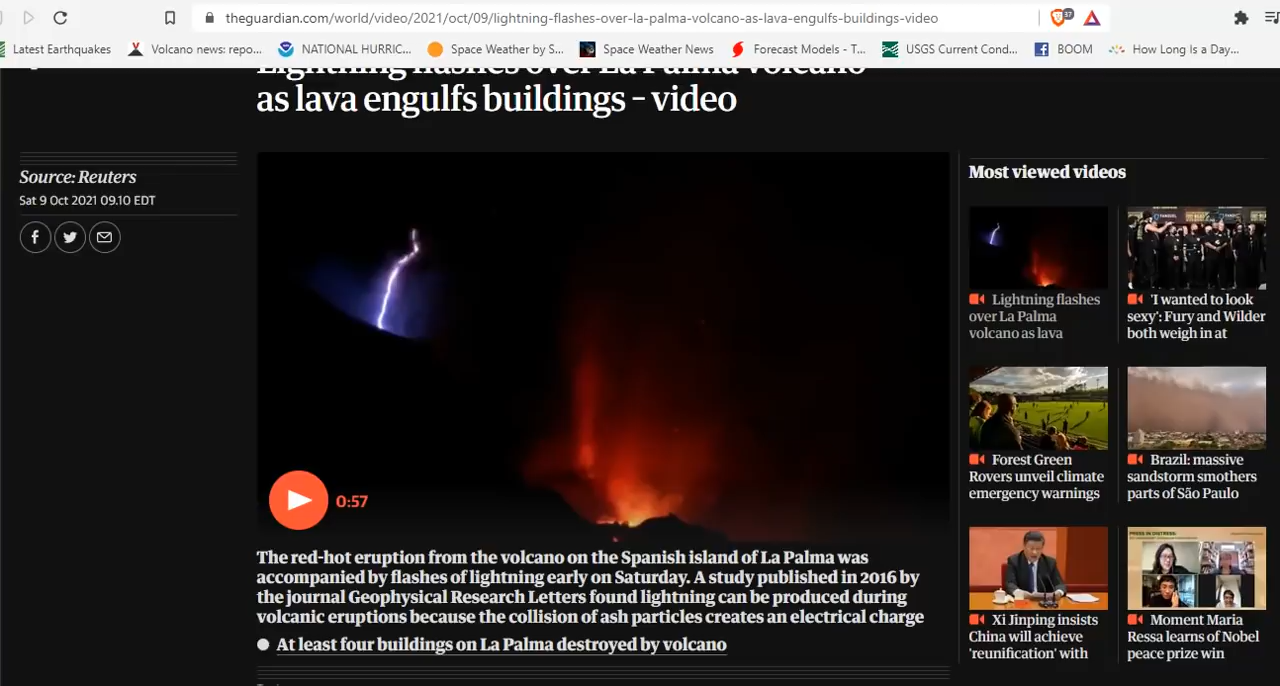 theguardian.com/world/video/2021/oct/09/lightning-flashes-over-la-palma-volcano-as-lava-engulfs-buildings-video
37
Latest Earthquakes
Volcano news: repo...
NATIONAL HURRIC...
Space Weather by S...
Space Weather News
Forecast Models - T...
USGS Current Cond...
BOOM
How Long Is a Day...
Lightning flashes over La Palma volcano
as lava engulfs buildings - video
Source: Reuters
Sat 9 Oct 2021 09.10 EDT
0:57
The red-hot eruption from the volcano on the Spanish island of La Palma was
accompanied by flashes of lightning early on Saturday. A study published in 2016 by
the journal Geophysical Research Letters found lightning can be produced during
volcanic eruptions because the collision of ash particles creates an electrical charge
At least four buildings on La Palma destroyed by volcano
Most viewed videos
Lightning flashes
over La Palma
volcano as lava
'I wanted to look
sexy': Fury and Wilder
both weigh in at
Forest Green
Rovers unveil climate
emergency warnings
Brazil: massive
sandstorm smothers
parts of São Paulo
Xi Jinping insists
China will achieve
'reunification' with
Moment Maria
Ressa learns of Nobel
peace prize win